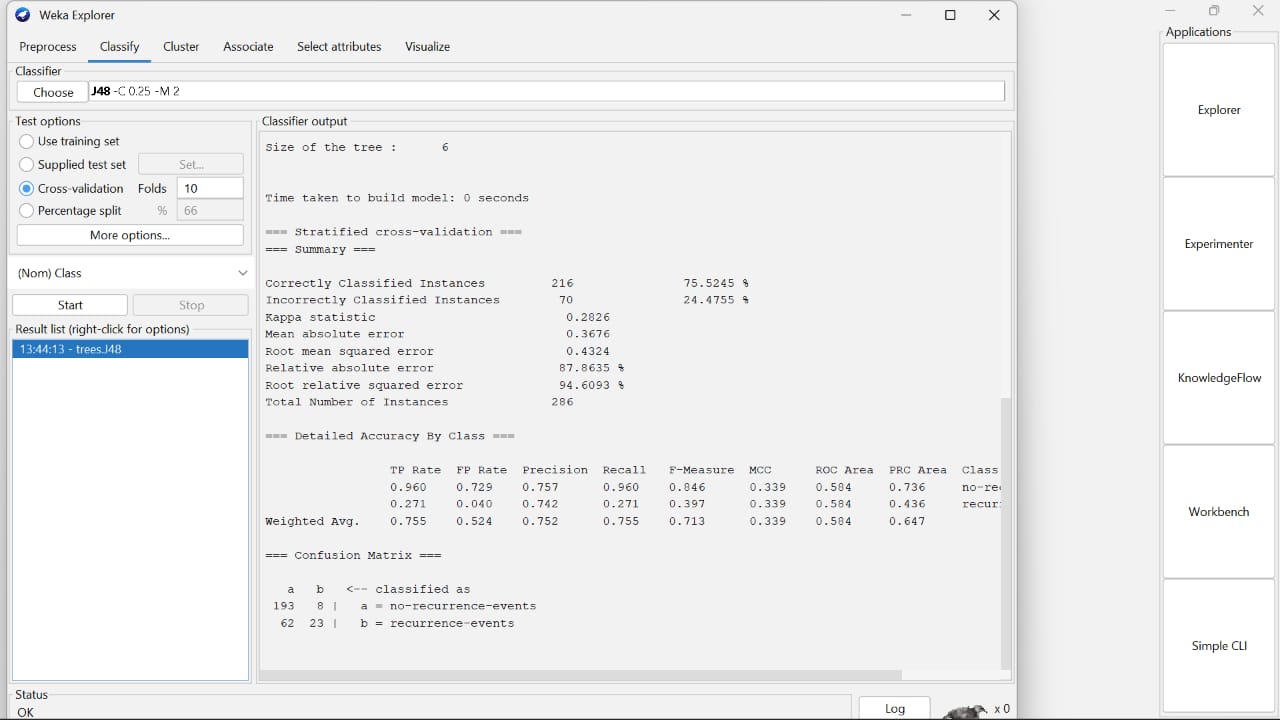 Weka Explorer
Preprocess Classify Cluster Associate Select attributes Visualize
Classifier
Choose J48 -C 0.25 -M 2
Test options
Use training set
Supplied test set Set...
Cross-validation Folds 10
Percentage split % 66
More options...
(Nom) Class
Start Stop
Result list (right-click for options)
13:44:13 - trees.J48
Classifier output
Size of the tree : 6
Time taken to build model: 0 seconds
=== Stratified cross-validation ===
=== Summary ===
Correctly Classified Instances 216 75.5245 %
Incorrectly Classified Instances 70 24.4755 %
Kappa statistic 0.2826
Mean absolute error 0.3676
Root mean squared error 0.4324
Relative absolute error 87.8635 %
Root relative squared error 94.6093 %
Total Number of Instances 286
=== Detailed Accuracy By Class ===
TP Rate FP Rate Precision Recall F-Measure MCC ROC Area PRC Area Class
0.960 0.729 0.757 0.960 0.846 0.339 0.584 0.736 no-re
0.271 0.040 0.742 0.271 0.397 0.339 0.584 0.436 recur
Weighted Avg. 0.755 0.524 0.752 0.755 0.713 0.339 0.584 0.647
=== Confusion Matrix ===
a b <-- classified as
193 8 | a = no-recurrence-events
62 23 | b = recurrence-events
Status
OK
Log
x 0
Applications
Explorer
Experimenter
KnowledgeFlow
Workbench
Simple CLI